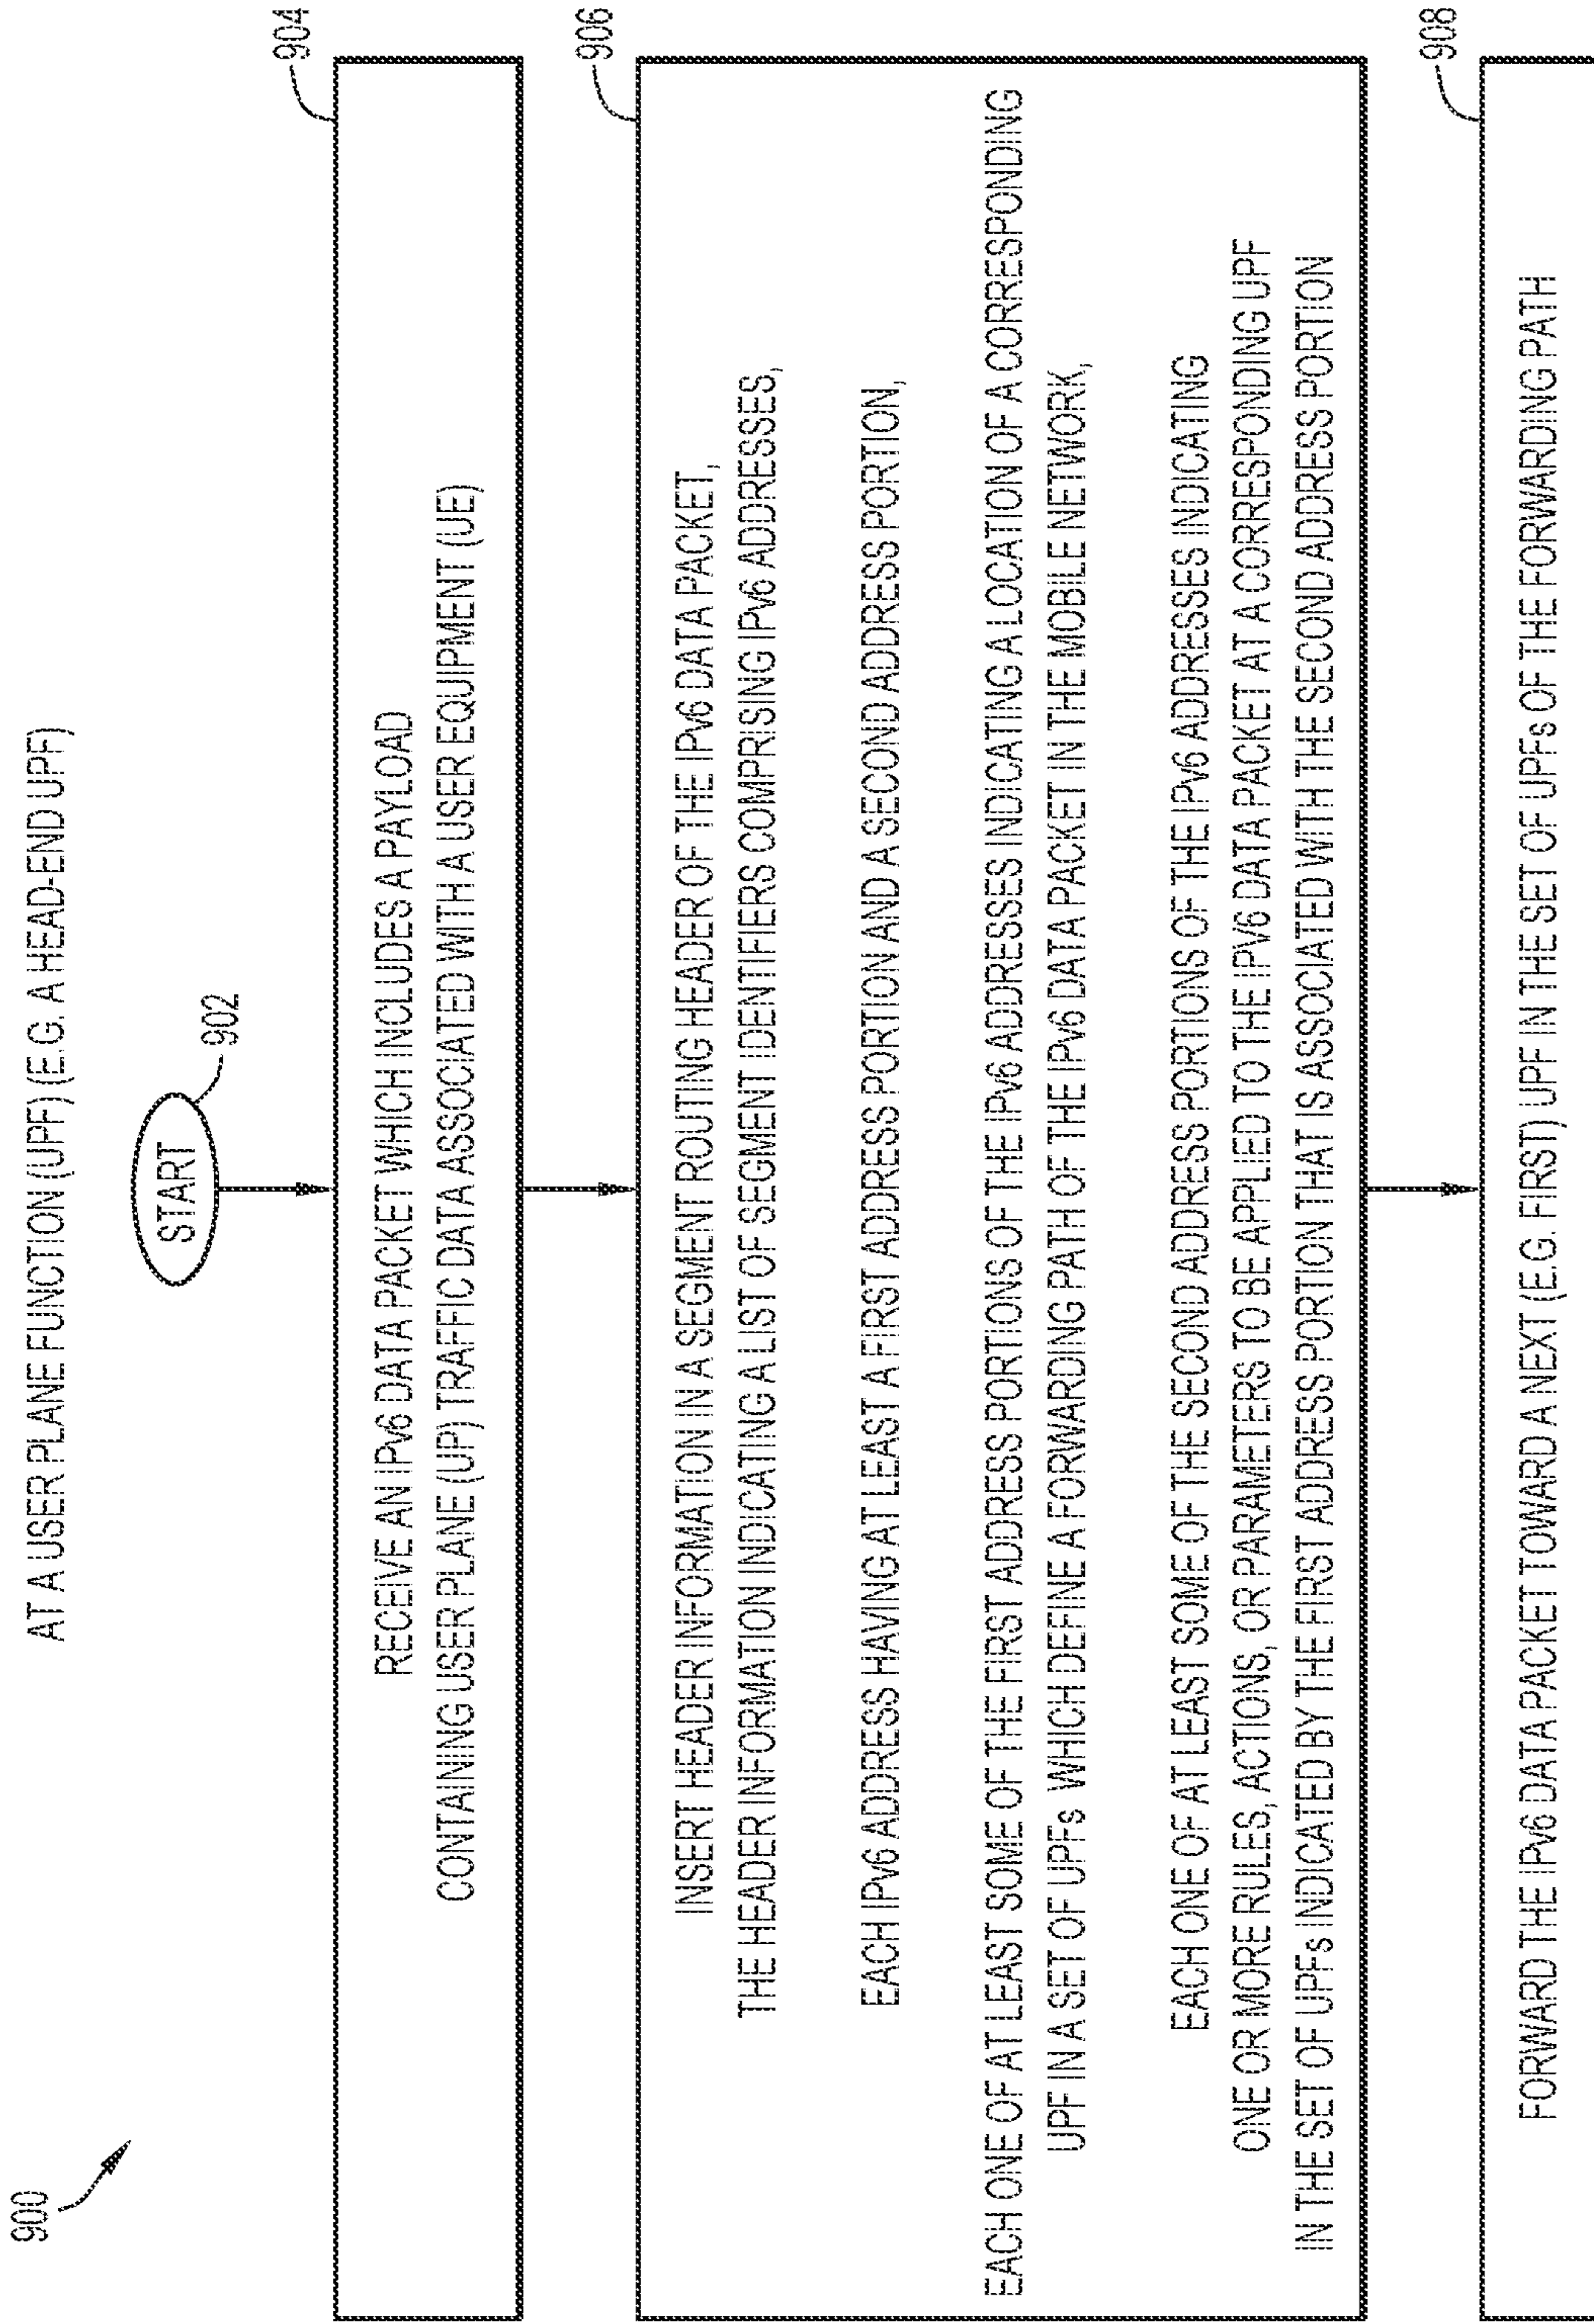 900
AT A USER PLANE FUNCTION (UPF) (E.G. A HEAD-END UPF)
START
902
904
RECEIVE AN IPv6 DATA PACKET WHICH INCLUDES A PAYLOAD
CONTAINING USER PLANE (UP) TRAFFIC DATA ASSOCIATED WITH A USER EQUIPMENT (UE)
906
INSERT HEADER INFORMATION IN A SEGMENT ROUTING HEADER OF THE IPv6 DATA PACKET,
THE HEADER INFORMATION INDICATING A LIST OF SEGMENT IDENTIFIERS COMPRISING IPv6 ADDRESSES,
EACH IPv6 ADDRESS HAVING AT LEAST A FIRST ADDRESS PORTION AND A SECOND ADDRESS PORTION,
EACH ONE OF AT LEAST SOME OF THE FIRST ADDRESS PORTIONS OF THE IPv6 ADDRESSES INDICATING A LOCATION OF A CORRESPONDING
UPF IN A SET OF UPFs WHICH DEFINE A FORWARDING PATH OF THE IPv6 DATA PACKET IN THE MOBILE NETWORK,
EACH ONE OF AT LEAST SOME OF THE SECOND ADDRESS PORTIONS OF THE IPv6 ADDRESSES INDICATING
ONE OR MORE RULES, ACTIONS, OR PARAMETERS TO BE APPLIED TO THE IPV6 DATA PACKET AT A CORRESPONDING UPF
IN THE SET OF UPFs INDICATED BY THE FIRST ADDRESS PORTION THAT IS ASSOCIATED WITH THE SECOND ADDRESS PORTION
908
FORWARD THE IPv6 DATA PACKET TOWARD A NEXT (E.G. FIRST) UPF IN THE SET OF UPFs OF THE FORWARDING PATH